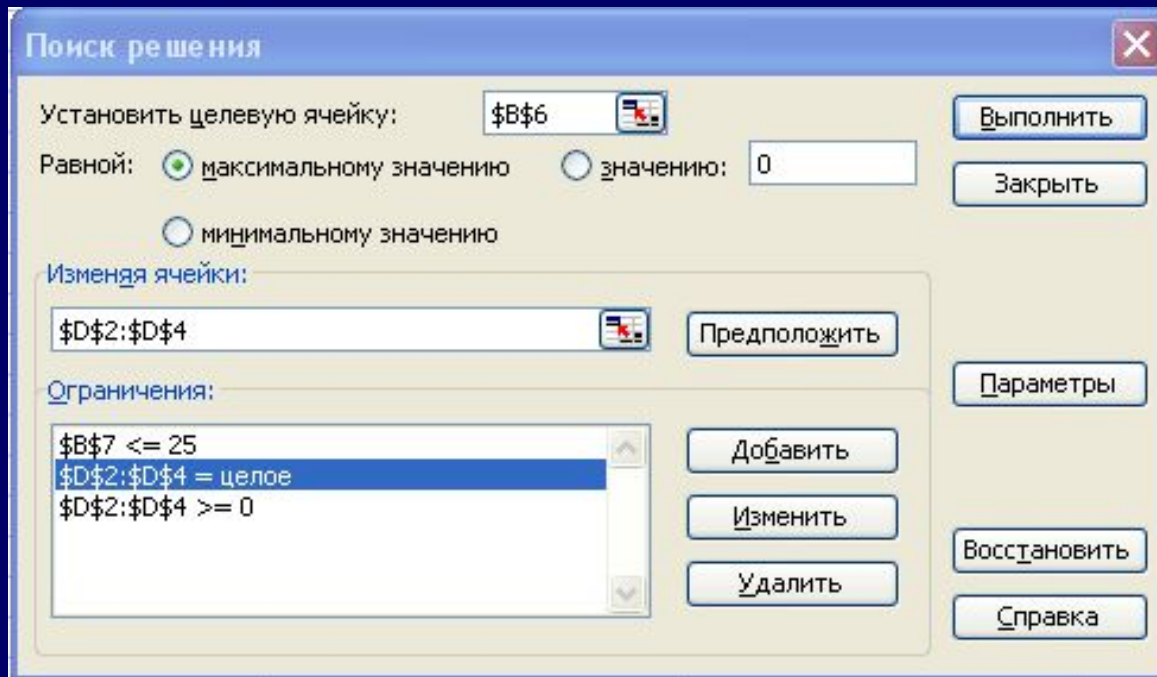 Поиск решения
Установить целевую ячейку: $B$6
Выполнить
Равной: максимальному значению значению: 0
Закрыть
минимальному значению
Изменяя ячейки:
$D$2:$D$4
Предположить
Параметры
Ограничения:
$B$7 <= 25
$D$2:$D$4 = целое
$D$2:$D$4 >= 0
Добавить
Изменить
Удалить
Восстановить
Справка